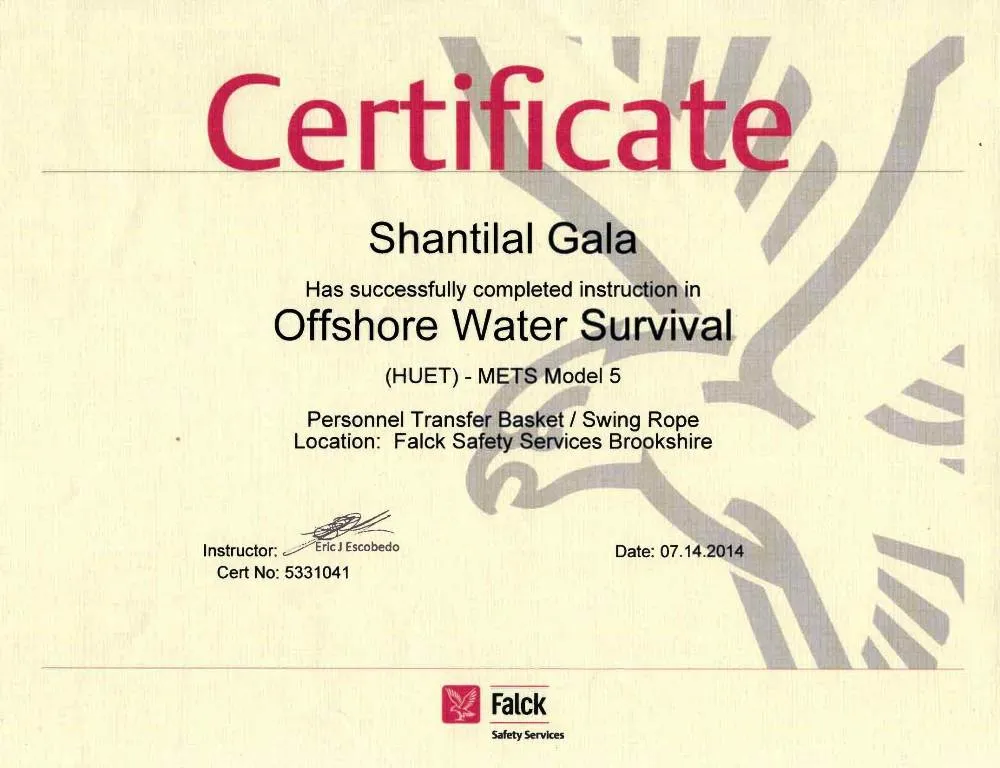 Certificate
Shantilal Gala
Has successfully completed instruction in
Offshore Water Survival
(HUET) - METS Model 5
Personnel Transfer Basket / Swing Rope
Location: Falck Safety Services Brookshire
Instructor: Eric J Escobedo
Date: 07.14.2014
Cert No: 5331041
Falck
Safety Services